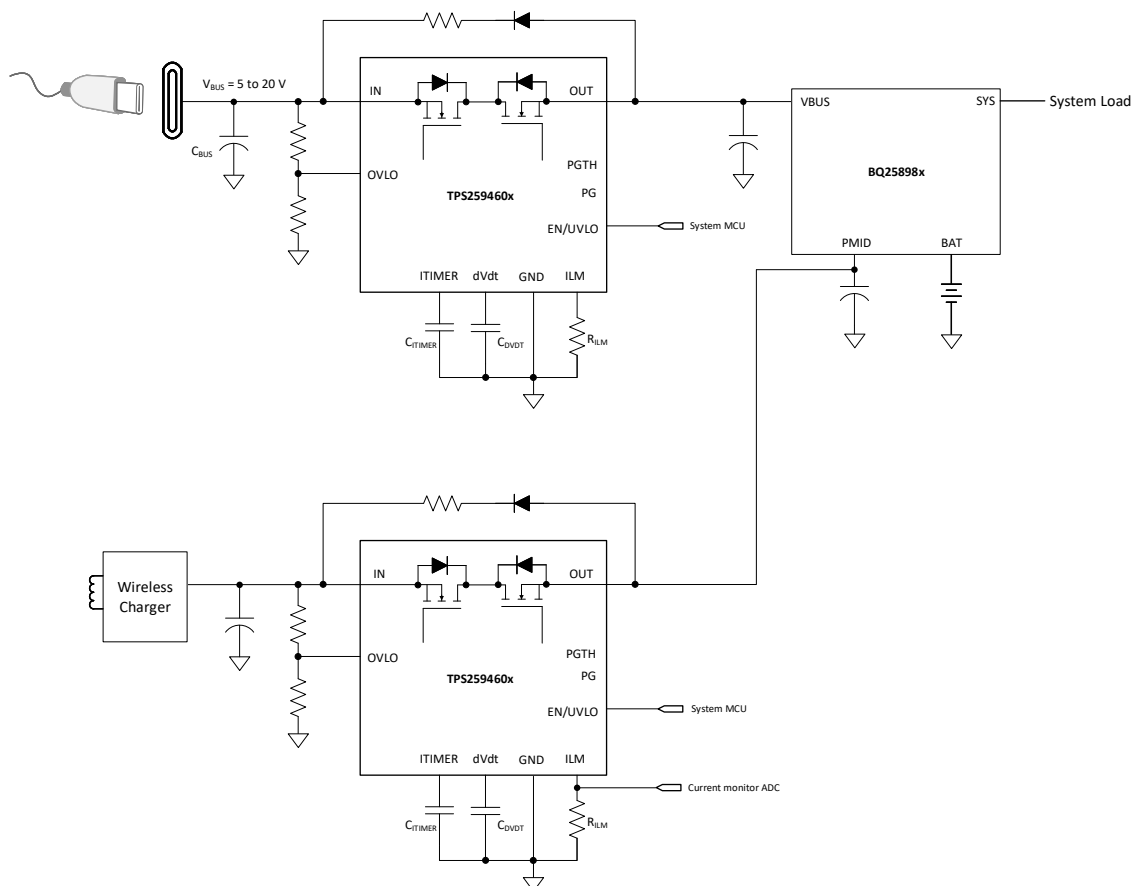 V_BUS = 5 to 20 V
C_BUS
IN
OUT
OVLO
PGTH
PG
TPS259460x
EN/UVLO
System MCU
ITIMER
dVdt
GND
ILM
C_ITIMER
C_DVDT
R_ILM
VBUS
SYS
System Load
BQ25898x
PMID
BAT
Wireless
Charger
IN
OUT
OVLO
PGTH
PG
TPS259460x
EN/UVLO
System MCU
ITIMER
dVdt
GND
ILM
Current monitor ADC
C_ITIMER
C_DVDT
R_ILM